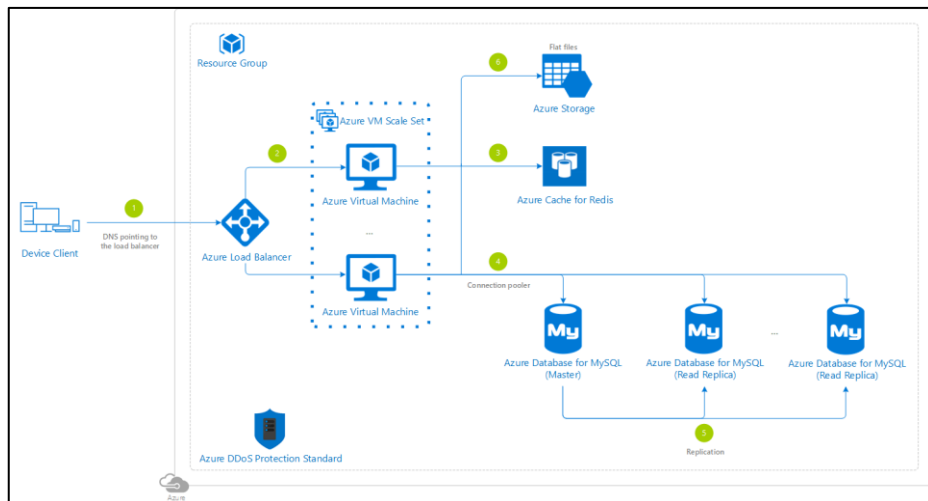 Flat files
6
Resource Group
Azure Storage
Azure VM Scale Set
2
3
Azure Virtual Machine
Azure Cache for Redis
1
...
Device Client
DNS pointing to
the load balancer
Azure Load Balancer
4
Connection pooler
Azure Virtual Machine
My
My
...
My
Azure Database for MySQL
(Master)
Azure Database for MySQL
(Read Replica)
Azure Database for MySQL
(Read Replica)
5
Replication
Azure DDoS Protection Standard
Azure